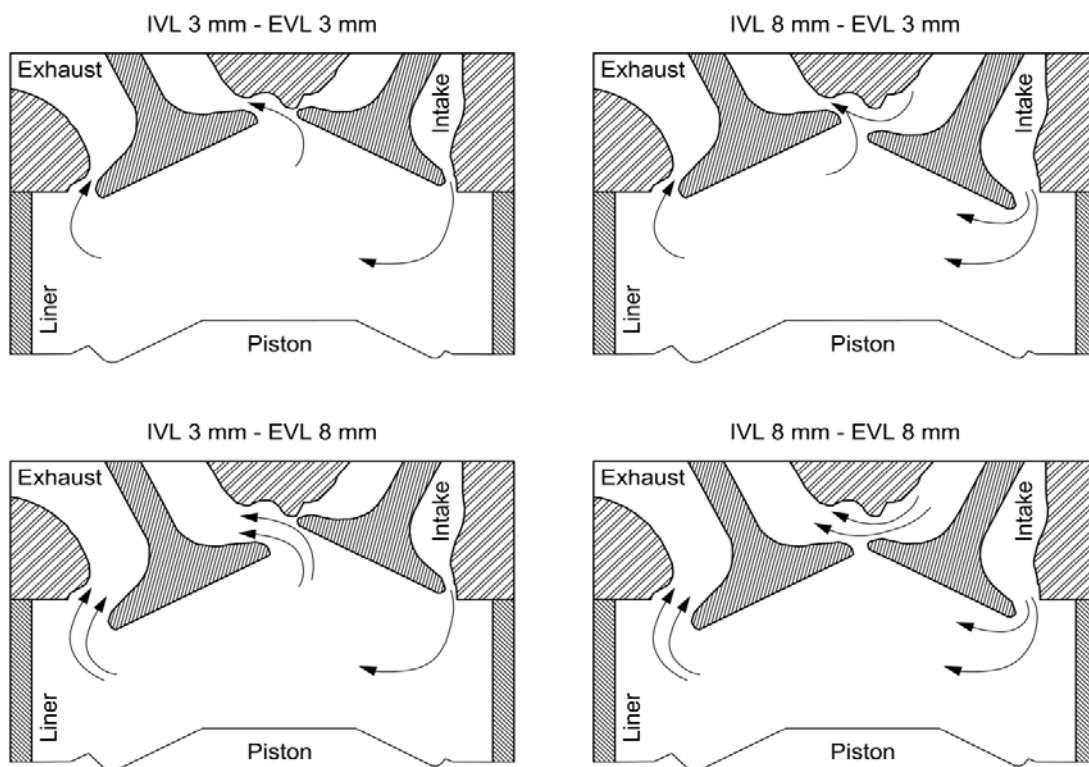 IVL 3 mm - EVL 3 mm
Exhaust
Intake
Liner
Piston
IVL 8 mm - EVL 3 mm
Exhaust
Intake
Liner
Piston
IVL 3 mm - EVL 8 mm
Exhaust
Intake
Liner
Piston
IVL 8 mm - EVL 8 mm
Exhaust
Intake
Liner
Piston